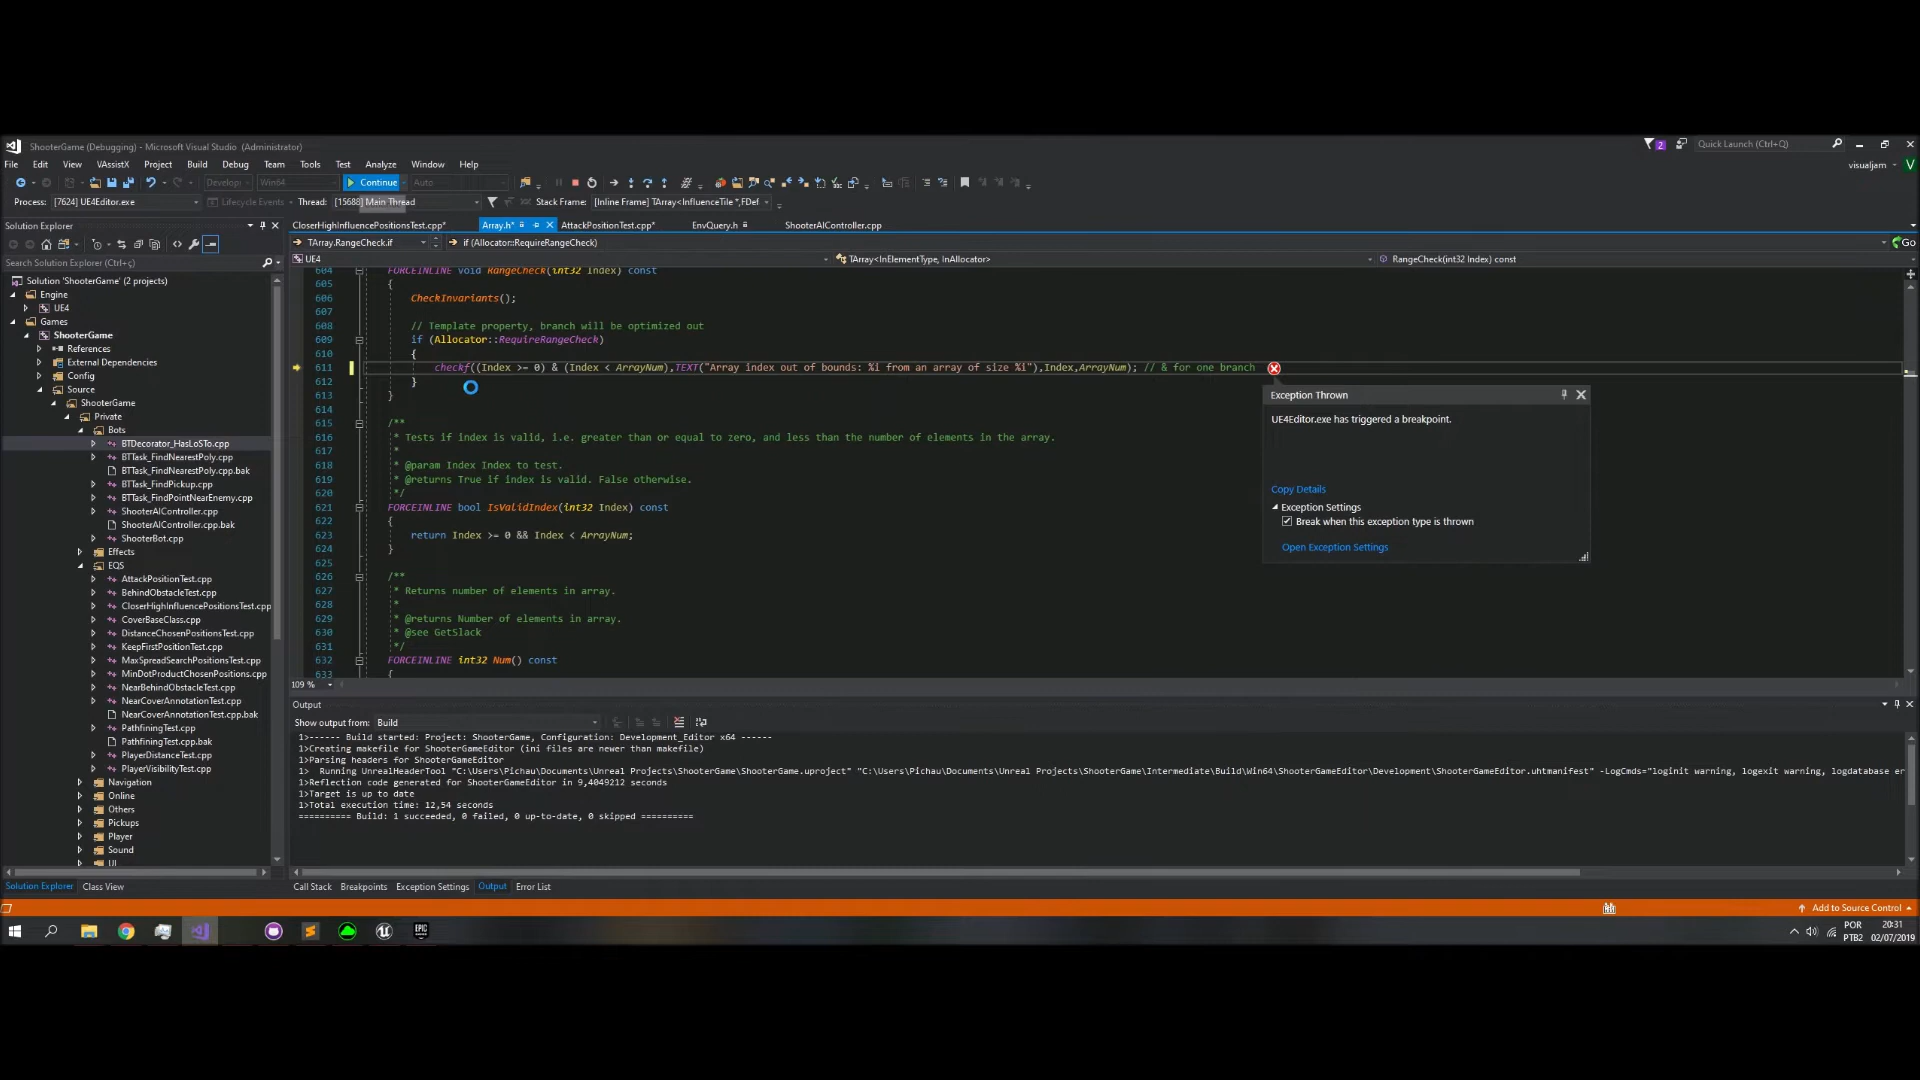 ShooterGame (Debugging) - Microsoft Visual Studio (Administrator)
2
Quick Launch (Ctrl+Q)
File Edit View VAssistX Project Build Debug Team Tools Test Analyze Window Help
visualjam
V
Develop Win64 Continue Auto
Process: [7624] UE4Editor.exe Lifecycle Events Thread: [15688] Main Thread Stack Frame: [Inline Frame] TArray<InfluenceTile *,FDef
Solution Explorer
CloserHighInfluencePositionsTest.cpp* Array.h* AttackPositionTest.cpp* EnvQuery.h ShooterAIController.cpp
TArray.RangeCheck.if if (Allocator::RequireRangeCheck) Go
UE4 TArray<InElementType, InAllocator> RangeCheck(int32 Index) const
Search Solution Explorer (Ctrl+ç)
Solution 'ShooterGame' (2 projects)
Engine
UE4
Games
ShooterGame
References
External Dependencies
Config
Source
ShooterGame
Private
Bots
BTDecorator_HasLoSTo.cpp
BTTask_FindNearestPoly.cpp
BTTask_FindNearestPoly.cpp.bak
BTTask_FindPickup.cpp
BTTask_FindPointNearEnemy.cpp
ShooterAIController.cpp
ShooterAIController.cpp.bak
ShooterBot.cpp
Effects
EQS
AttackPositionTest.cpp
BehindObstacleTest.cpp
CloserHighInfluencePositionsTest.cpp
CoverBaseClass.cpp
DistanceChosenPositionsTest.cpp
KeepFirstPositionTest.cpp
MaxSpreadSearchPositionsTest.cpp
MinDotProductChosenPositions.cpp
NearBehindObstacleTest.cpp
NearCoverAnnotationTest.cpp
NearCoverAnnotationTest.cpp.bak
PathfiningTest.cpp
PathfiningTest.cpp.bak
PlayerDistanceTest.cpp
PlayerVisibilityTest.cpp
Navigation
Online
Others
Pickups
Player
Sound
UI
Solution Explorer Class View
604 FORCEINLINE void RangeCheck(int32 Index) const
605 {
606 CheckInvariants();
607
608 // Template property, branch will be optimized out
609 if (Allocator::RequireRangeCheck)
610 {
611 checkf((Index >= 0) & (Index < ArrayNum),TEXT("Array index out of bounds: %i from an array of size %i"),Index,ArrayNum); // & for one branch
612 }
613 }
614
615 /**
616 * Tests if index is valid, i.e. greater than or equal to zero, and less than the number of elements in the array.
617 *
618 * @param Index Index to test.
619 * @returns True if index is valid. False otherwise.
620 */
621 FORCEINLINE bool IsValidIndex(int32 Index) const
622 {
623 return Index >= 0 && Index < ArrayNum;
624 }
625
626 /**
627 * Returns number of elements in array.
628 *
629 * @returns Number of elements in array.
630 * @see GetSlack
631 */
632 FORCEINLINE int32 Num() const
633 {
109 %
Exception Thrown
UE4Editor.exe has triggered a breakpoint.
Copy Details
Exception Settings
Break when this exception type is thrown
Open Exception Settings
Output
Show output from: Build
1>------ Build started: Project: ShooterGame, Configuration: Development_Editor x64 ------
1>Creating makefile for ShooterGameEditor (ini files are newer than makefile)
1>Parsing headers for ShooterGameEditor
1> Running UnrealHeaderTool "C:\Users\Pichau\Documents\Unreal Projects\ShooterGame\ShooterGame.uproject" "C:\Users\Pichau\Documents\Unreal Projects\ShooterGame\Intermediate\Build\Win64\ShooterGameEditor\Development\ShooterGameEditor.uhtmanifest" -LogCmds="loginit warning, logexit warning, logdatabase er
1>Reflection code generated for ShooterGameEditor in 9,4049212 seconds
1>Target is up to date
1>Total execution time: 12,54 seconds
========== Build: 1 succeeded, 0 failed, 0 up-to-date, 0 skipped ==========
Call Stack Breakpoints Exception Settings Output Error List
Add to Source Control
EPIC
POR
PTB2
20:31
02/07/2019